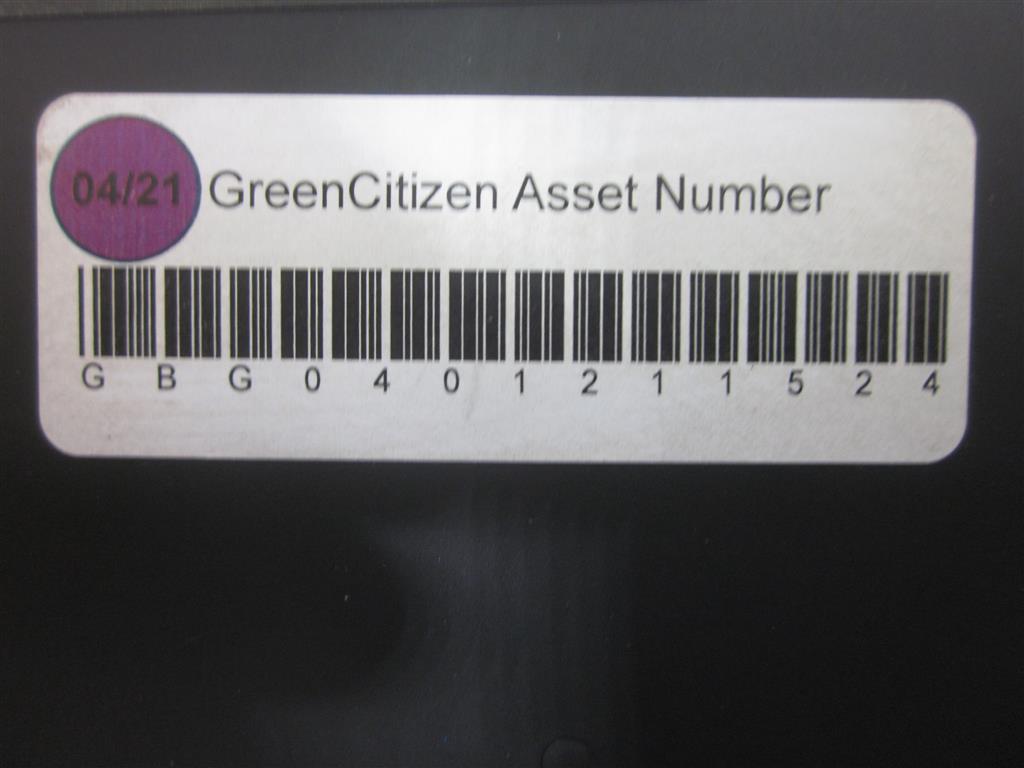 04/21 GreenCitizen Asset Number
G B G 0 4 0 1 2 1 1 5 2 4